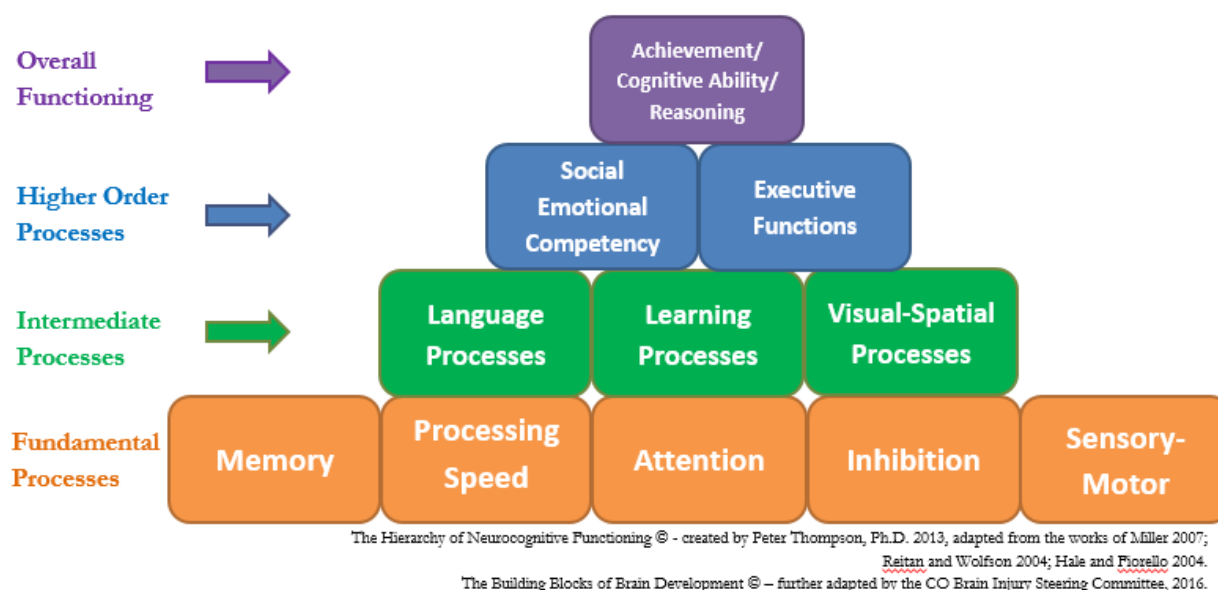 Overall
Functioning
Achievement/
Cognitive Ability/
Reasoning
Higher Order
Processes
Social
Emotional
Competency
Executive
Functions
Intermediate
Processes
Language
Processes
Learning
Processes
Visual-Spatial
Processes
Fundamental
Processes
Memory
Processing
Speed
Attention
Inhibition
Sensory-
Motor
The Hierarchy of Neurocognitive Functioning © - created by Peter Thompson, Ph.D. 2013, adapted from the works of Miller 2007;
Reitan and Wolfson 2004; Hale and Fiorello 2004.
The Building Blocks of Brain Development © – further adapted by the CO Brain Injury Steering Committee, 2016.